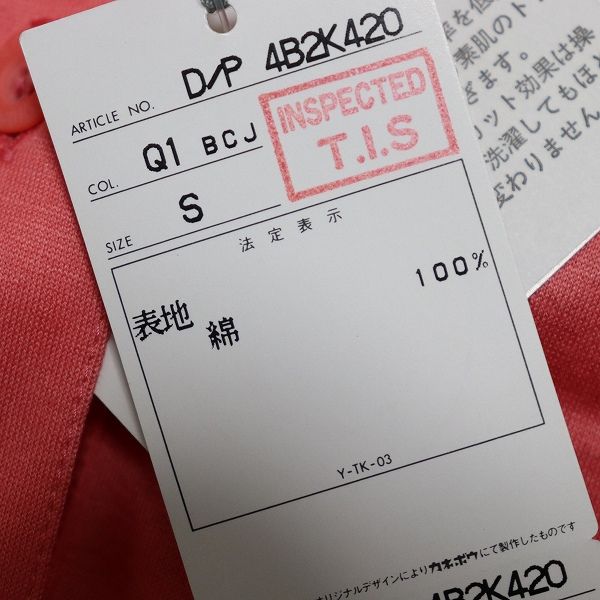 ARTICLE NO. D/P 4B2K420
COL. Q1 BCJ
SIZE S
INSPECTED
T.I.S
法定表示
表地 綿 100%
Y-TK-03
リジナルデザインによりカネボウにて製作したものです
4B2K420
素肌のト
ぎます。
ット効果は操
洗濯してもほと
変わりません